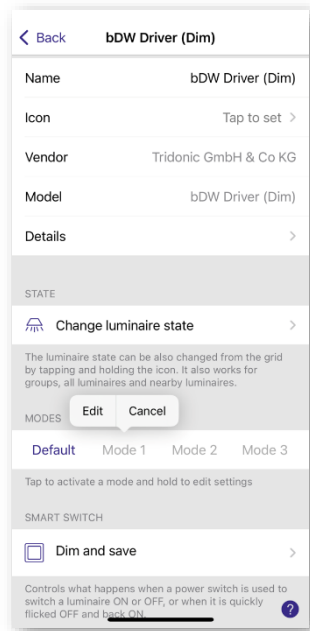 Back bDW Driver (Dim)
Name bDW Driver (Dim)
Icon Tap to set
Vendor Tridonic GmbH & Co KG
Model bDW Driver (Dim)
Details
STATE
Change luminaire state
The luminaire state can be also changed from the grid
by tapping and holding the icon. It also works for
groups, all luminaires and nearby luminaires.
Edit Cancel
MODES
Default Mode 1 Mode 2 Mode 3
Tap to activate a mode and hold to edit settings
SMART SWITCH
Dim and save
Controls what happens when a power switch is used to
switch a luminaire ON or OFF, or when it is quickly
flicked OFF and back ON.
?